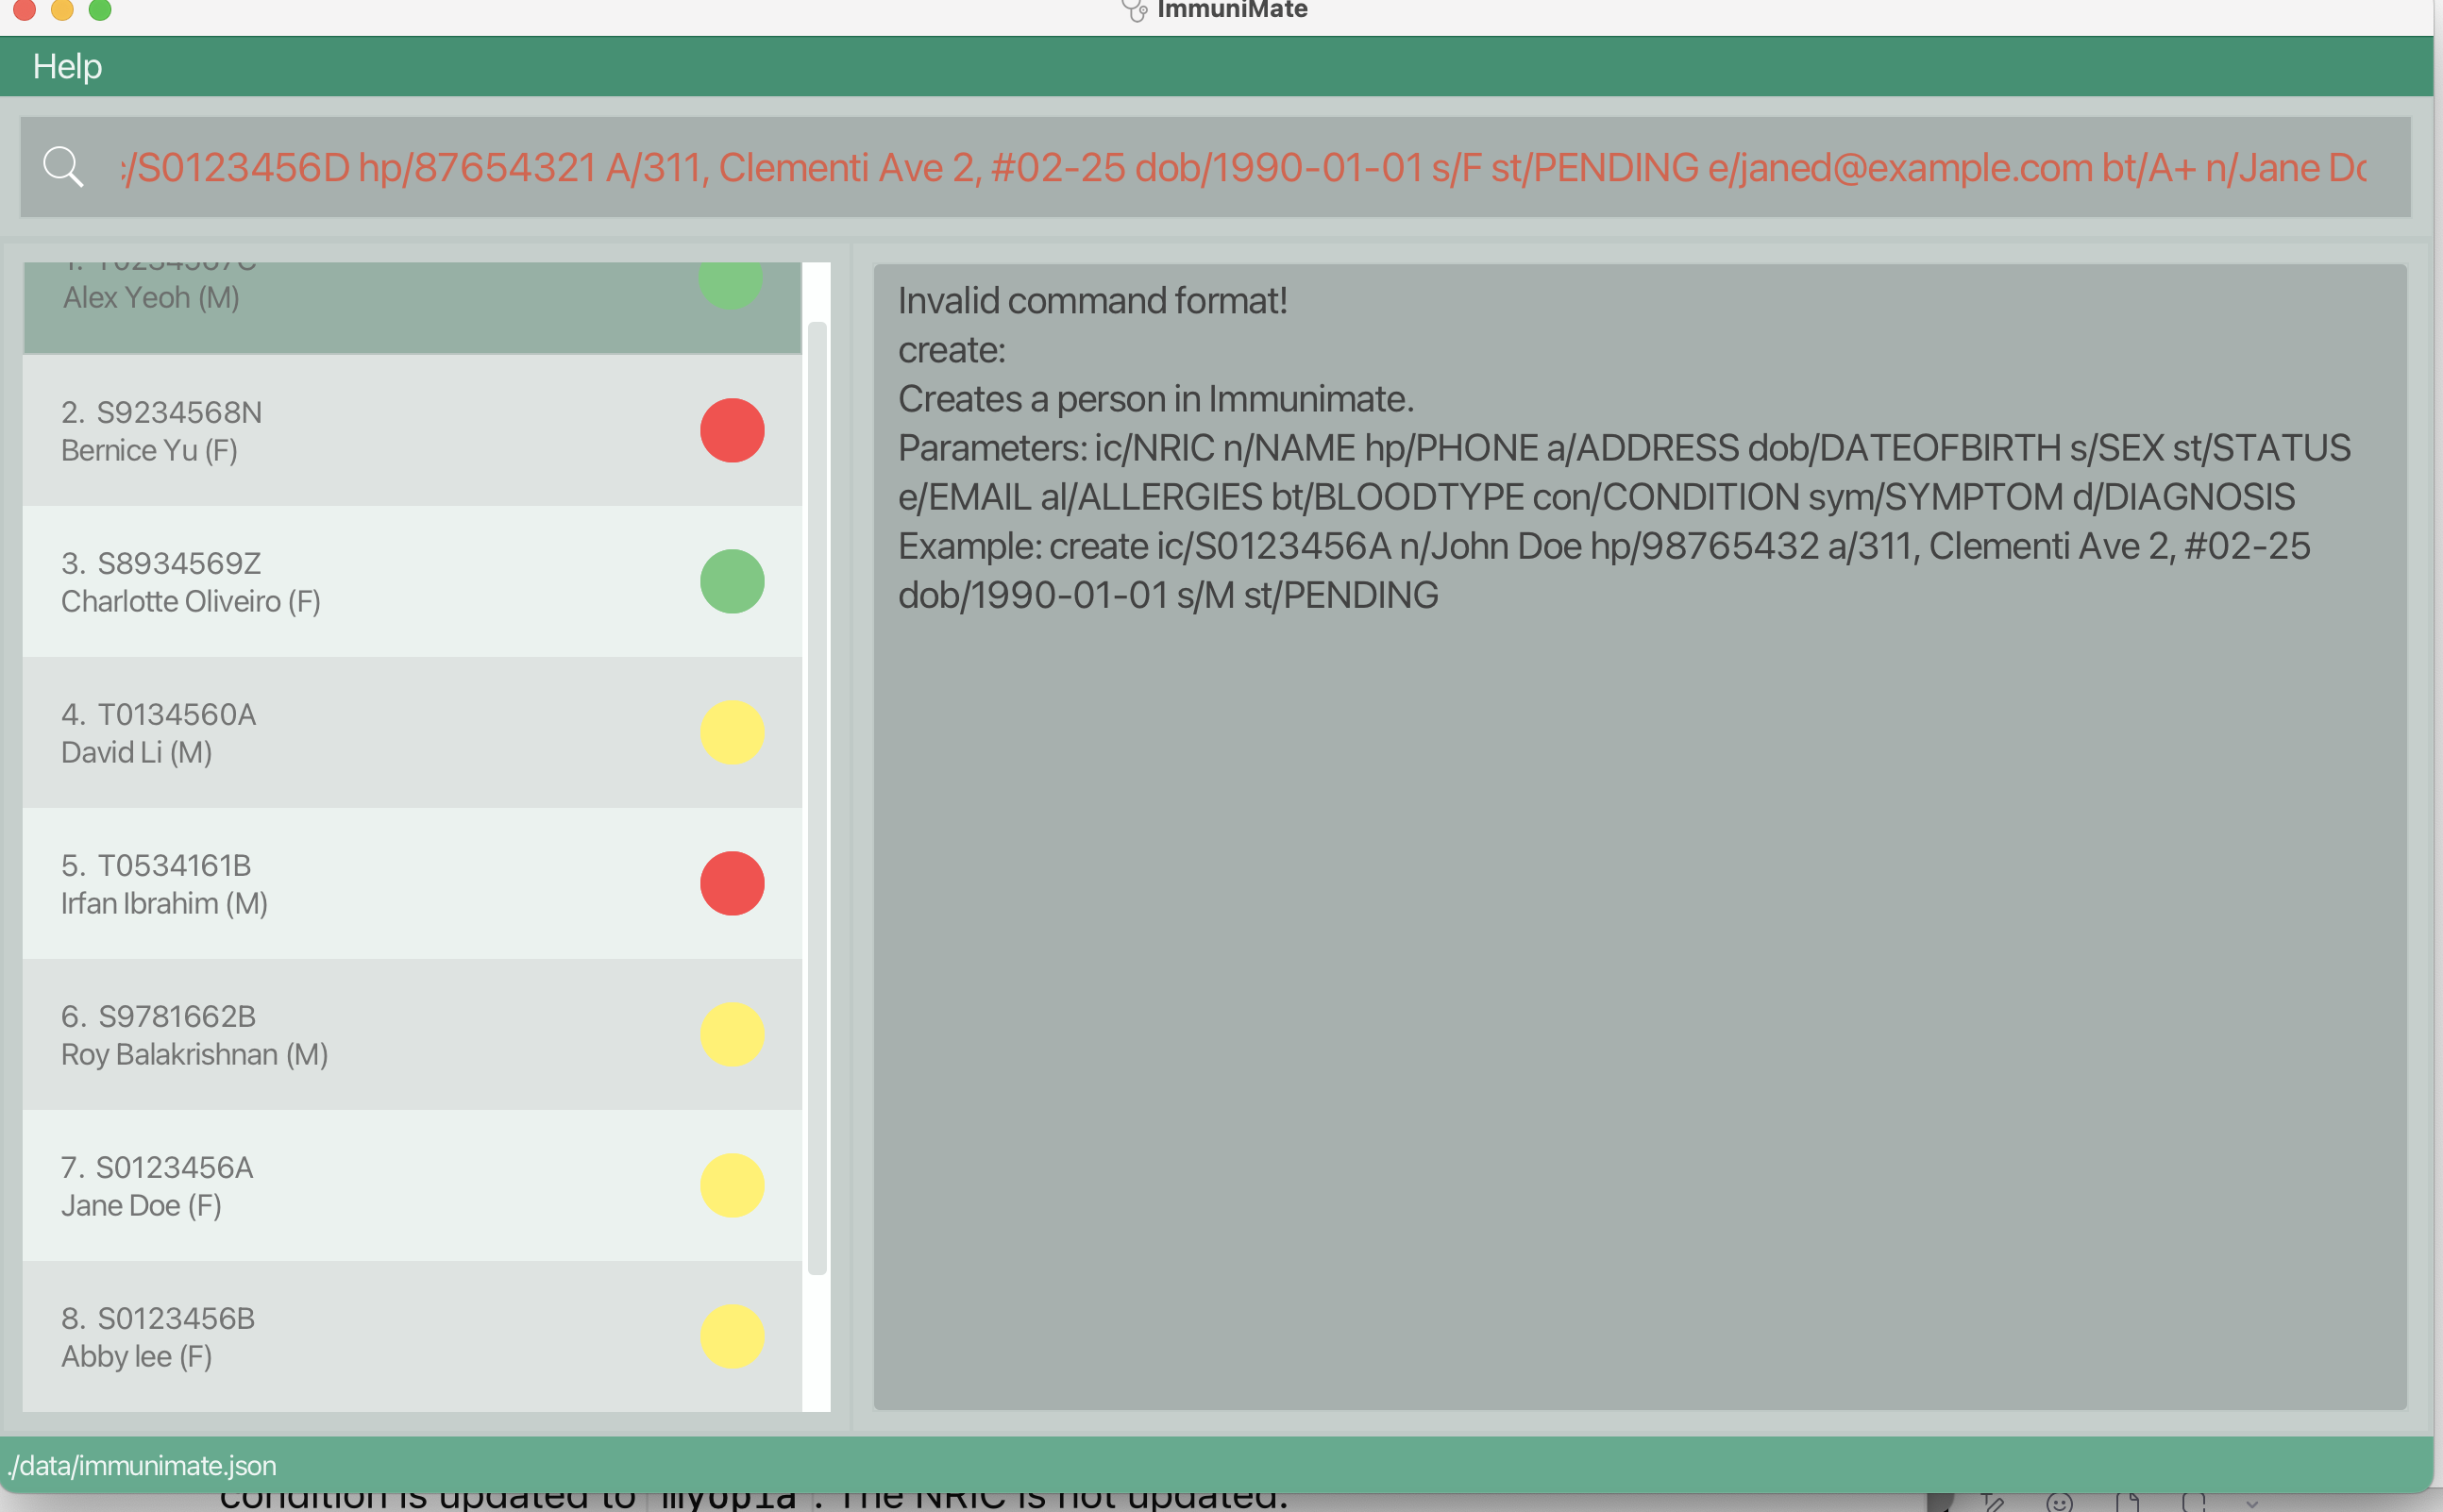 ImmuniMate
Help
/S0123456D hp/87654321 A/311, Clementi Ave 2, #02-25 dob/1990-01-01 s/F st/PENDING e/janed@example.com bt/A+ n/Jane
1. T0234567C
Alex Yeoh (M)
2. S9234568N
Bernice Yu (F)
3. S8934569Z
Charlotte Oliveiro (F)
4. T0134560A
David Li (M)
5. T0534161B
Irfan Ibrahim (M)
6. S9781662B
Roy Balakrishnan (M)
7. S0123456A
Jane Doe (F)
8. S0123456B
Abby lee (F)
Invalid command format!
create:
Creates a person in Immunimate.
Parameters: ic/NRIC n/NAME hp/PHONE a/ADDRESS dob/DATEOFBIRTH s/SEX st/STATUS
e/EMAIL al/ALLERGIES bt/BLOODTYPE con/CONDITION sym/SYMPTOM d/DIAGNOSIS
Example: create ic/S0123456A n/John Doe hp/98765432 a/311, Clementi Ave 2, #02-25
dob/1990-01-01 s/M st/PENDING
./data/immunimate.json
condition is updated to myopia . The NRIC is not updated.